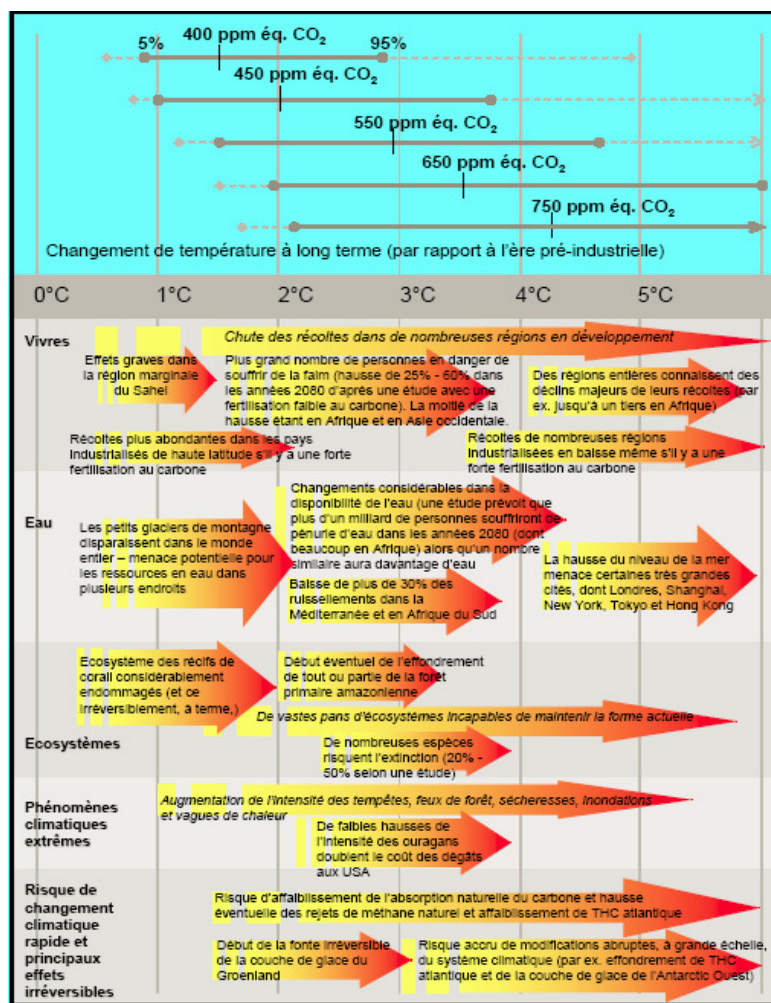 400 ppm éq. CO₂
5%
95%
450 ppm éq. CO₂
550 ppm éq. CO₂
650 ppm éq. CO₂
750 ppm éq. CO₂
Changement de température à long terme (par rapport à l'ère pré-industrielle)
0°C 1°C 2°C 3°C 4°C 5°C
Vivres
Chute des récoltes dans de nombreuses régions en développement
Effets graves dans
la région marginale
du Sahel
Plus grand nombre de personnes en danger de
souffrir de la faim (hausse de 25% - 60% dans
les années 2080 d'après une étude avec une
fertilisation faible au carbone). La moitié de la
hausse étant en Afrique et en Asie occidentale.
Des régions entières connaissent des
déclins majeurs de leurs récoltes (par
ex. jusqu'à un tiers en Afrique)
Récoltes plus abondantes dans les pays
industrialisés de haute latitude s'il y a une forte
fertilisation au carbone
Récoltes de nombreuses régions
industrialisées en baisse même s'il y a une
forte fertilisation au carbone
Eau
Les petits glaciers de montagne
disparaissent dans le monde
entier – menace potentielle pour
les ressources en eau dans
plusieurs endroits
Changements considérables dans la
disponibilité de l'eau (une étude prévoit que
plus d'un milliard de personnes souffriront de
pénurie d'eau dans les années 2080 (dont
beaucoup en Afrique) alors qu'un nombre
similaire aura davantage d'eau
Baisse de plus de 30% des
ruissellements dans la
Méditerranée et en Afrique du Sud
La hausse du niveau de la mer
menace certaines très grandes
cités, dont Londres, Shanghai,
New York, Tokyo et Hong Kong
Ecosystèmes
Ecosystème des récifs de
corail considérablement
endommagés (et ce
irréversiblement, à terme,)
Début éventuel de l'effondrement
de tout ou partie de la forêt
primaire amazonienne
De vastes pans d'écosystèmes incapables de maintenir la forme actuelle
De nombreuses espèces
risquent l'extinction (20% -
50% selon une étude)
Phénomènes
climatiques
extrêmes
Augmentation de l'intensité des tempêtes, feux de forêt, sécheresses, inondations
et vagues de chaleur
De faibles hausses de
l'intensité des ouragans
doublent le coût des dégâts
aux USA
Risque de
changement
climatique
rapide et
principaux
effets
irréversibles
Risque d'affaiblissement de l'absorption naturelle du carbone et hausse
éventuelle des rejets de méthane naturel et affaiblissement de THC atlantique
Début de la fonte irréversible
de la couche de glace du
Groenland
Risque accru de modifications abruptes, à grande échelle,
du système climatique (par ex. effondrement de THC
atlantique et de la couche de glace de l'Antarctic Ouest)